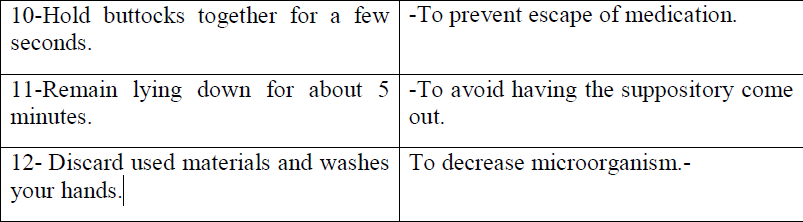 10-Hold buttocks together for a few
seconds.
-To prevent escape of medication.
11-Remain lying down for about 5
minutes.
-To avoid having the suppository come
out.
12- Discard used materials and washes
your hands.
To decrease microorganism.-